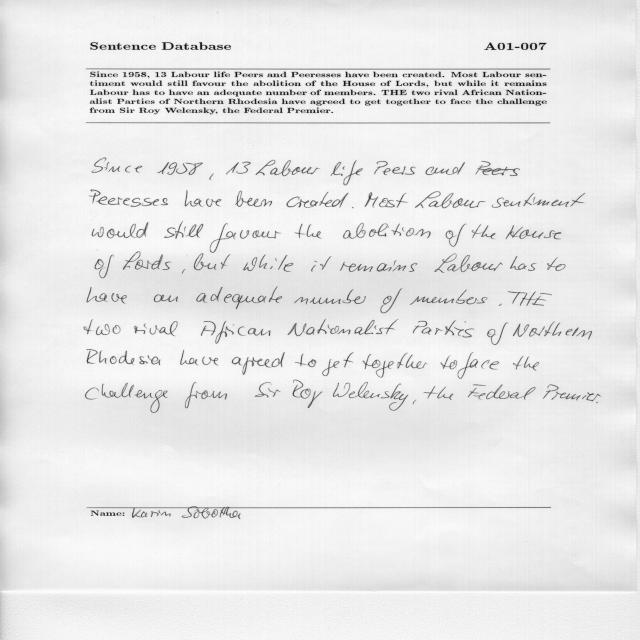 Sentence Database A01-007
Since 1958, 13 Labour life Peers and Peeresses have been created. Most Labour sen-
timent would still favour the abolition of the House of Lords, but while it remains
Labour has to have an adequate number of members. THE two rival African Nation-
alist Parties of Northern Rhodesia have agreed to get together to face the challenge
from Sir Roy Welensky, the Federal Premier.
Since 1958, 13 Labour life Peers and Peers
Peeresses have been created. Most Labour sentiment
would still favour the abolition of the House
of Lords, but while it remains Labour has to
have an adequate number of members. THE
two rival African Nationalist Parties of Northern
Rhodesia have agreed to get together to face the
challenge from Sir Roy Welensky, the Federal Premier.
Name: Karin